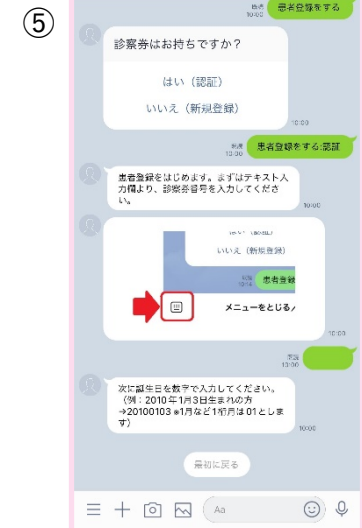 ⑤
患者登録をする
既読
10:00
診察券はお持ちですか？
はい（認証）
いいえ（新規登録）
10:00
既読
10:00
患者登録をする:認証
患者登録をはじめます。まずはテキスト入
力欄より、診察券番号を入力してくださ
い。
10:00
いいえ（新規登録）
既読
患者登録
メニューをとじる
10:00
既読
10:00
次に誕生日を数字で入力してください。
（例：2010年1月3日生まれの方
→20100103 ※1月など1桁月は01としま
す）
10:00
最初に戻る
Aa